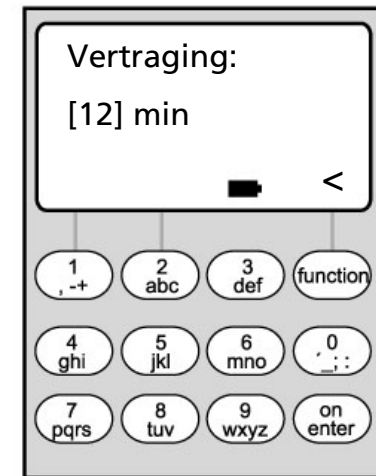 Vertraging:
[12] min
<
1 2 3 function
, -+ abc def
4 5 6 0
ghi jkl mno ´_; :
7 8 9 on
pqrs tuv wxyz enter